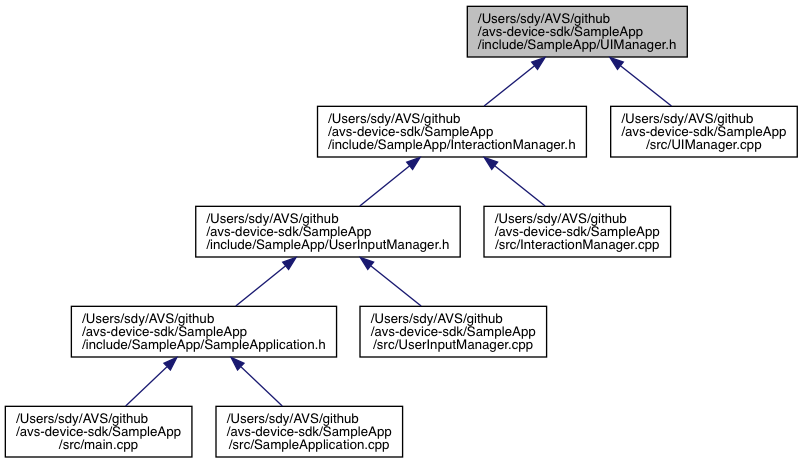 /Users/sdy/AVS/github
/avs-device-sdk/SampleApp
/include/SampleApp/UIManager.h
/Users/sdy/AVS/github
/avs-device-sdk/SampleApp
/include/SampleApp/InteractionManager.h
/Users/sdy/AVS/github
/avs-device-sdk/SampleApp
/src/UIManager.cpp
/Users/sdy/AVS/github
/avs-device-sdk/SampleApp
/include/SampleApp/UserInputManager.h
/Users/sdy/AVS/github
/avs-device-sdk/SampleApp
/src/InteractionManager.cpp
/Users/sdy/AVS/github
/avs-device-sdk/SampleApp
/include/SampleApp/SampleApplication.h
/Users/sdy/AVS/github
/avs-device-sdk/SampleApp
/src/UserInputManager.cpp
/Users/sdy/AVS/github
/avs-device-sdk/SampleApp
/src/main.cpp
/Users/sdy/AVS/github
/avs-device-sdk/SampleApp
/src/SampleApplication.cpp